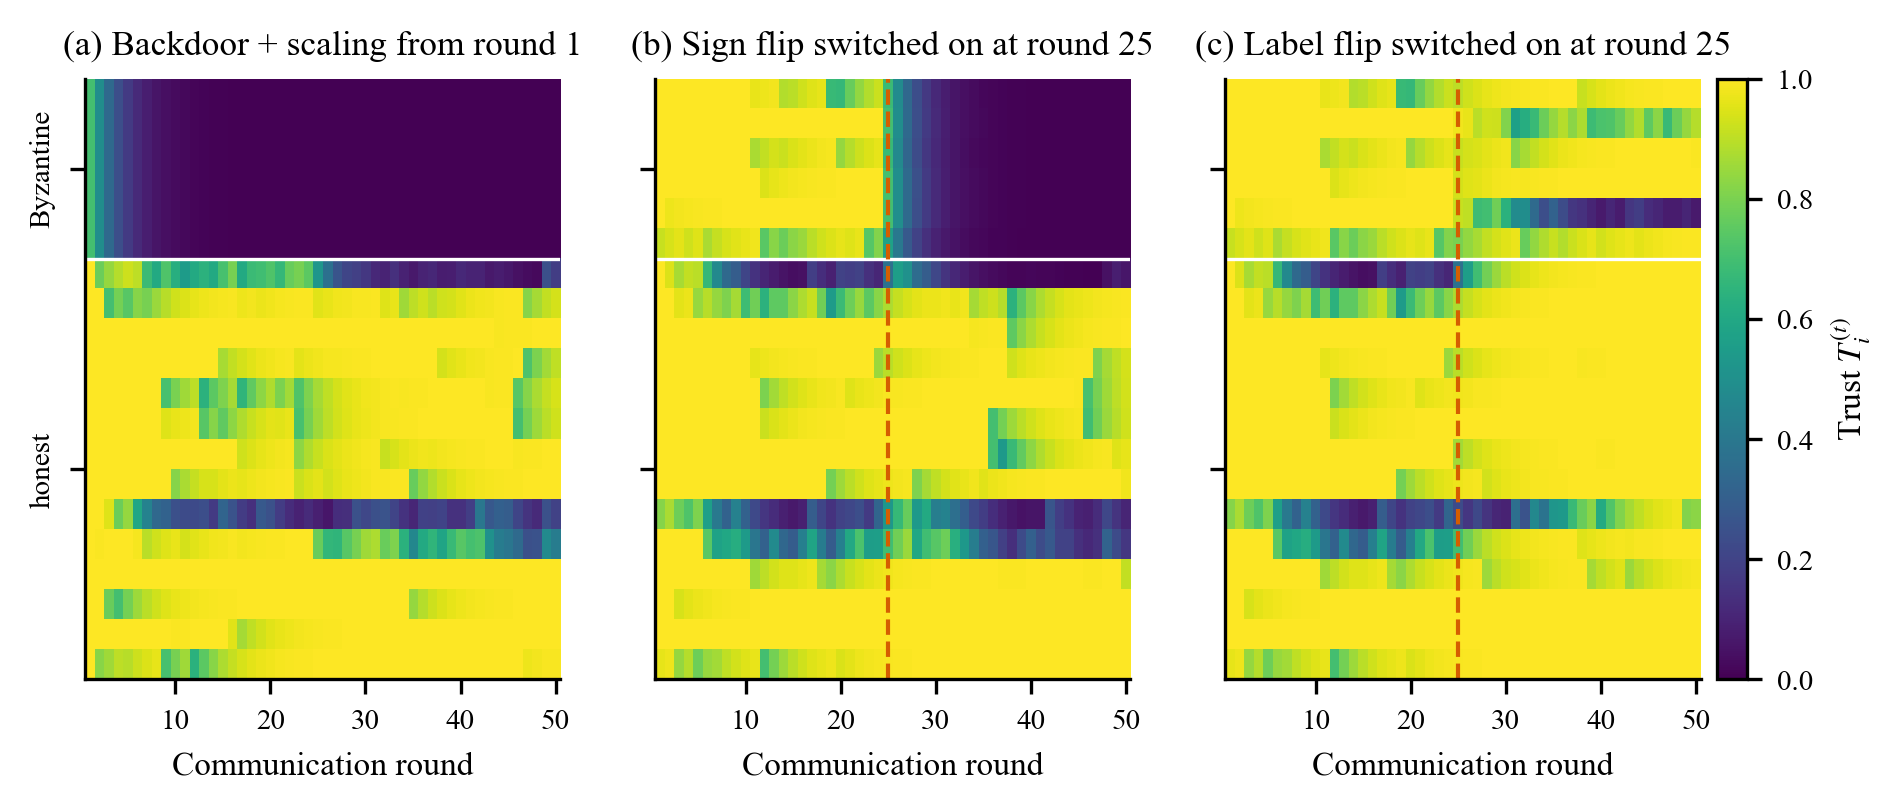 (a) Backdoor + scaling from round 1
(b) Sign flip switched on at round 25
(c) Label flip switched on at round 25
Byzantine
honest
10 20 30 40 50
Communication round
10 20 30 40 50
Communication round
10 20 30 40 50
Communication round
1.0
0.8
0.6
0.4
0.2
0.0
Trust $T_i^{(t)}$